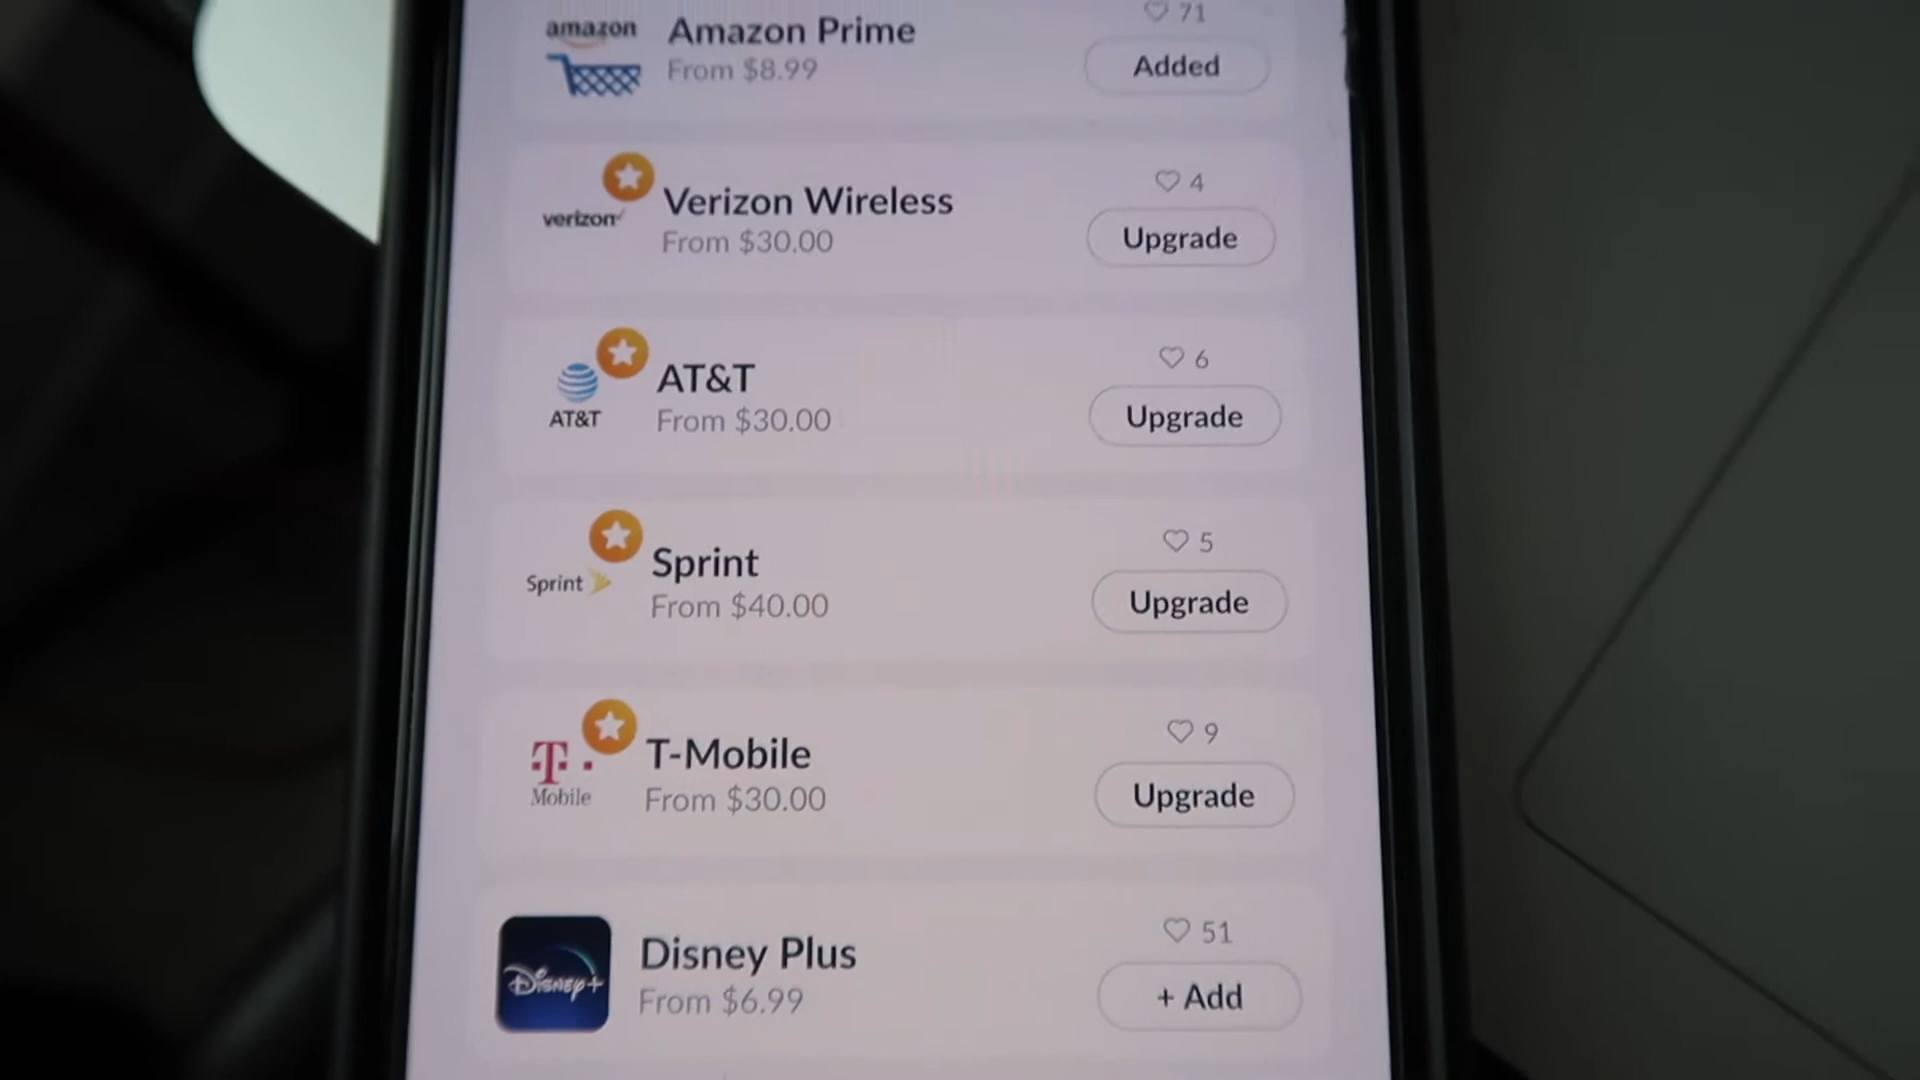 amazon
Amazon Prime
From $8.99
71
Added
verizon
Verizon Wireless
From $30.00
4
Upgrade
AT&T
AT&T
From $30.00
6
Upgrade
Sprint
Sprint
From $40.00
5
Upgrade
T
Mobile
T-Mobile
From $30.00
9
Upgrade
Disney+
Disney Plus
From $6.99
51
+ Add